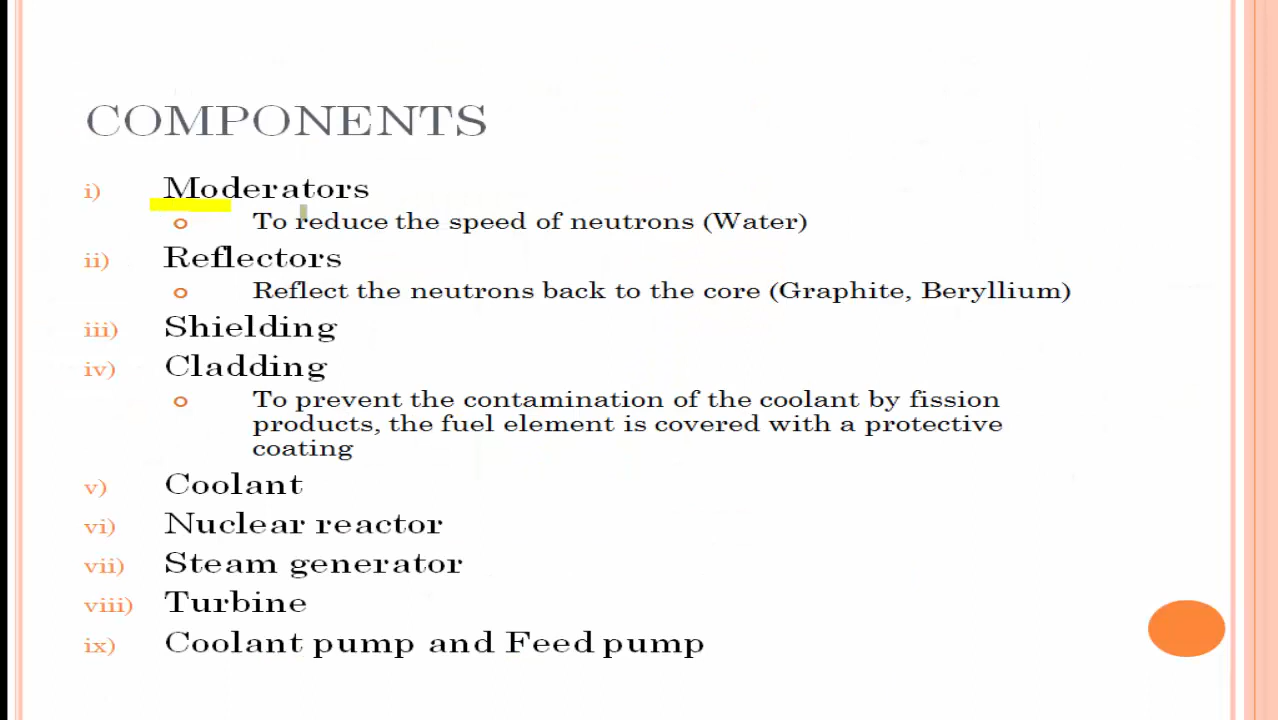 COMPONENTS
i) Moderators
o To reduce the speed of neutrons (Water)
ii) Reflectors
o Reflect the neutrons back to the core (Graphite, Beryllium)
iii) Shielding
iv) Cladding
o To prevent the contamination of the coolant by fission
products, the fuel element is covered with a protective
coating
v) Coolant
vi) Nuclear reactor
vii) Steam generator
viii) Turbine
ix) Coolant pump and Feed pump